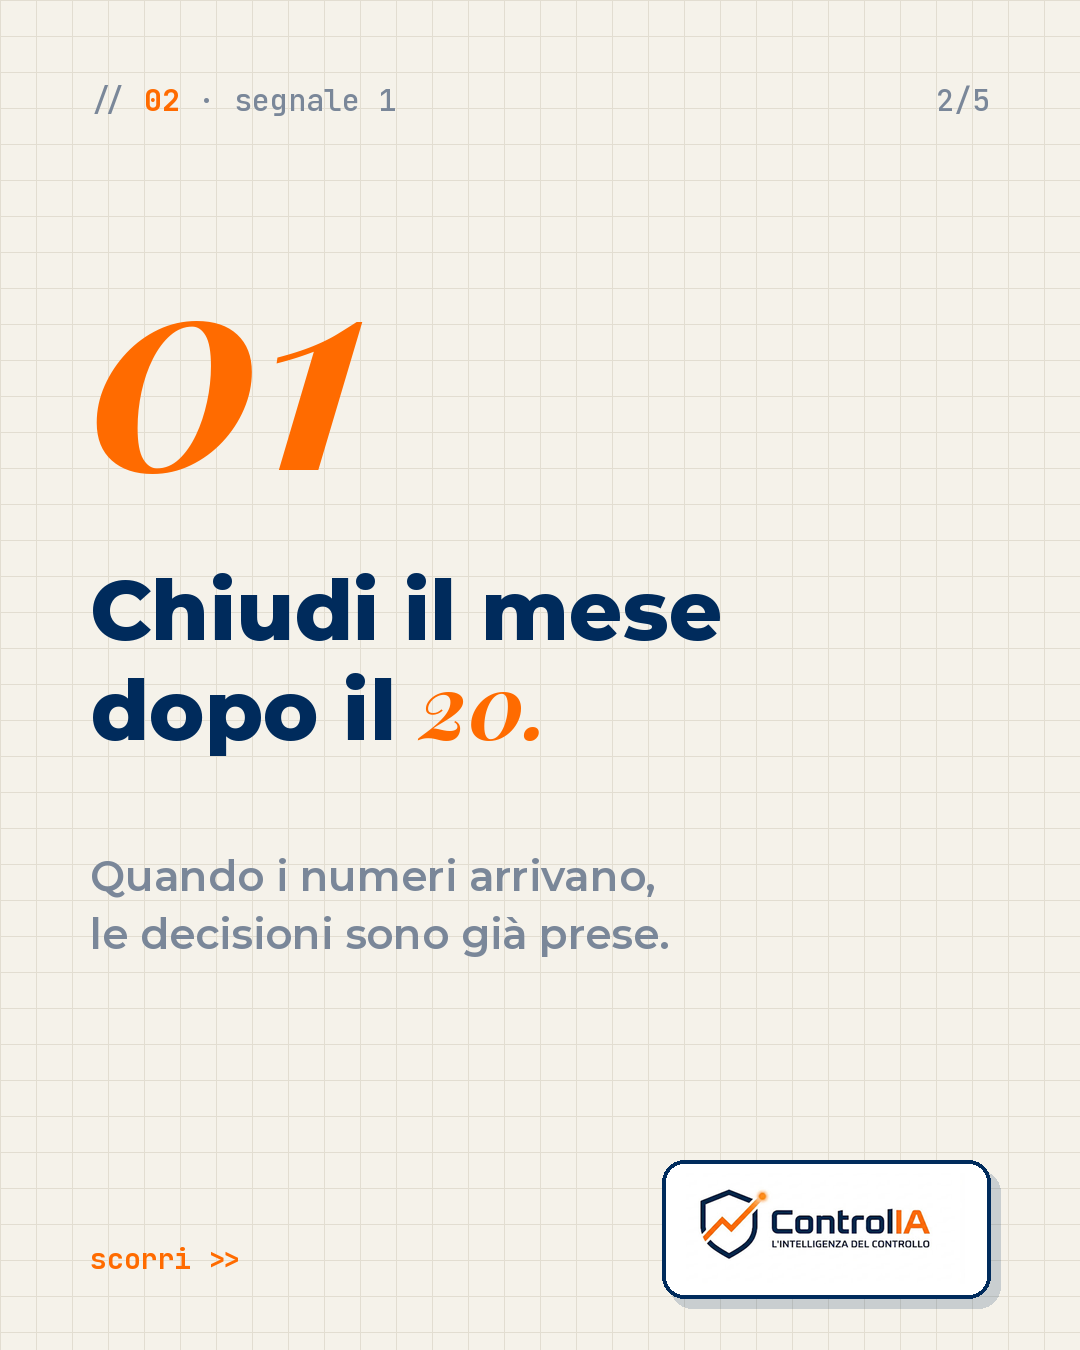 // 02 · segnale 1
2/5
01
Chiudi il mese
dopo il 20.
Quando i numeri arrivano,
le decisioni sono già prese.
scorri >>
ControlIA
L'INTELLIGENZA DEL CONTROLLO